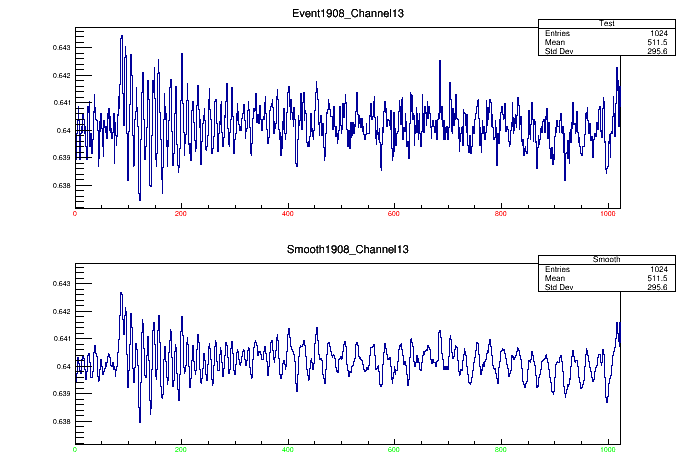 Event1908_Channel13
Test
Entries 1024
Mean 511.5
Std Dev 295.6
0.643
0.642
0.641
0.64
0.639
0.638
0 200 400 600 800 1000
Smooth1908_Channel13
Smooth
Entries 1024
Mean 511.5
Std Dev 295.6
0.643
0.642
0.641
0.64
0.639
0.638
0 200 400 600 800 1000